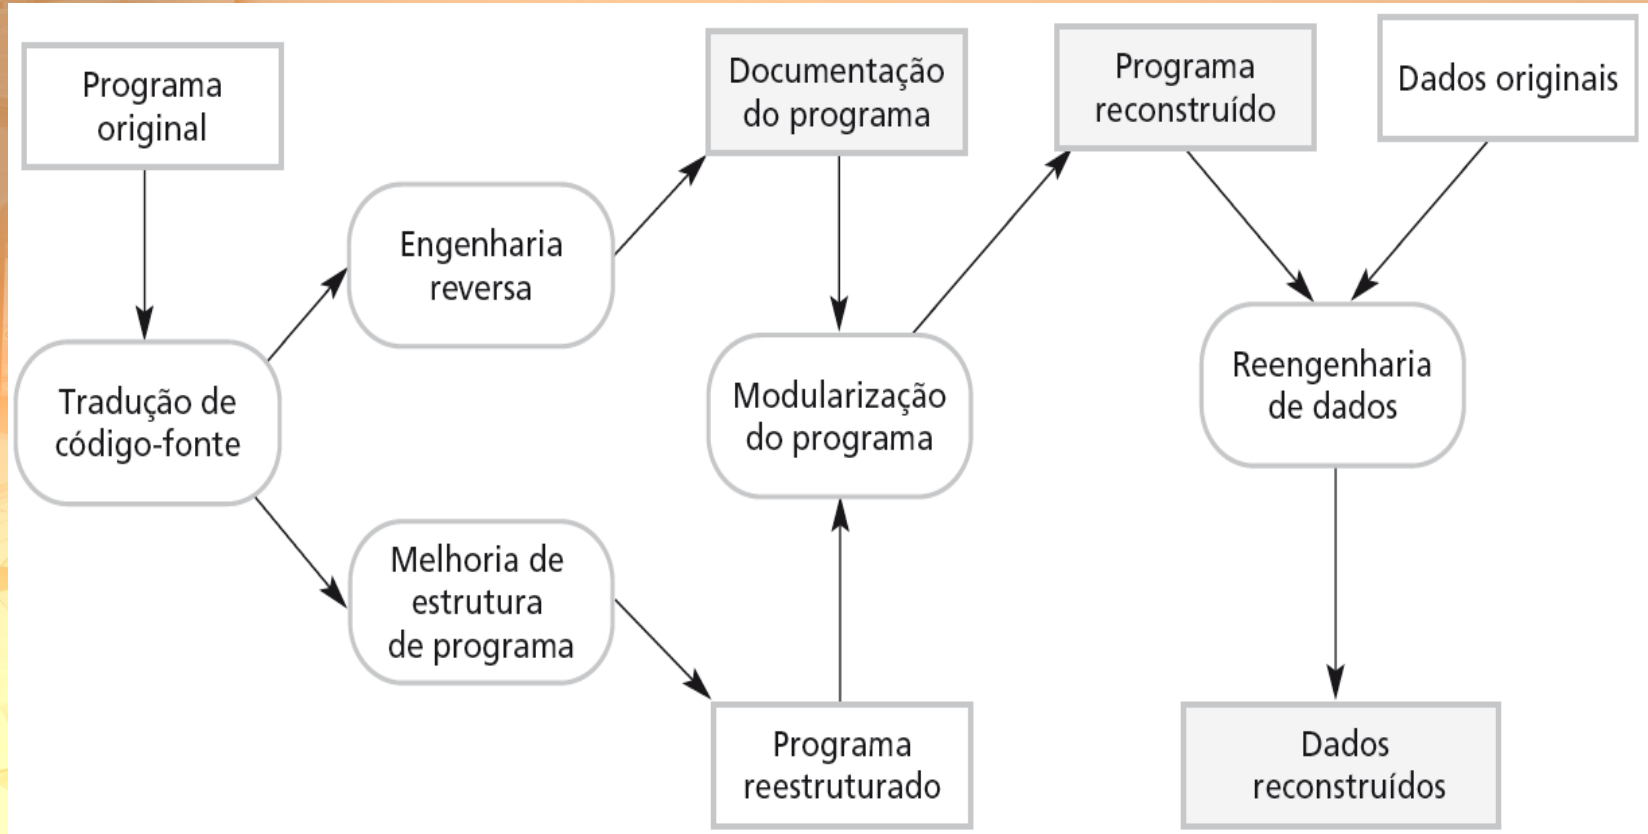 Programa
original
Documentação
do programa
Programa
reconstruído
Dados originais
Engenharia
reversa
Tradução de
código-fonte
Modularização
do programa
Reengenharia
de dados
Melhoria de
estrutura
de programa
Programa
reestruturado
Dados
reconstruídos